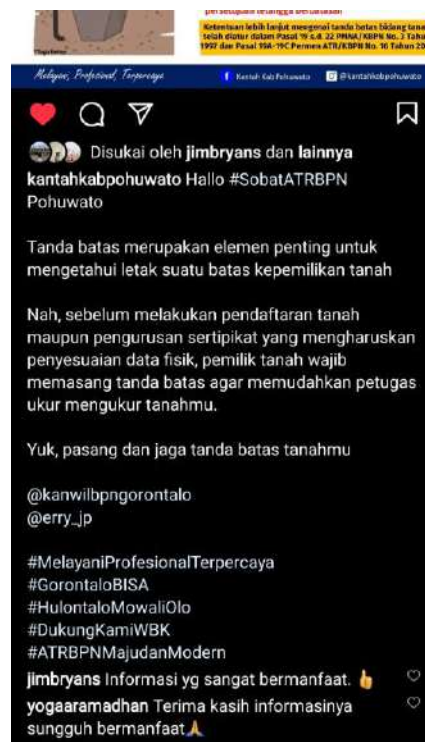 persetujuan tetangga berbatasan
Ketentuan lebih lanjut mengenai tanda batas bidang tana
telah diatur dalam Pasal 19 s.d. 22 PMNA/KBPN No. 3 Tahun
1997 dan Pasal 19A-19C Permen ATR/KBPN No. 16 Tahun 20
Melayani, Profesional, Terpercaya
Kantah Kab Pohuwato
@kantahkabpohuwato
Disukai oleh jimbryans dan lainnya
kantahkabpohuwato Hallo #SobatATRBPN
Pohuwato
Tanda batas merupakan elemen penting untuk
mengetahui letak suatu batas kepemilikan tanah
Nah, sebelum melakukan pendaftaran tanah
maupun pengurusan sertipikat yang mengharuskan
penyesuaian data fisik, pemilik tanah wajib
memasang tanda batas agar memudahkan petugas
ukur mengukur tanahmu.
Yuk, pasang dan jaga tanda batas tanahmu
@kanwilbpngorontalo
@erry_jp
#MelayaniProfesionalTerpercaya
#GorontaloBISA
#HulontaloMowaliOlo
#DukungKamiWBK
#ATRBPNMajudanModern
jimbryans Informasi yg sangat bermanfaat. 👍
yogaaramadhan Terima kasih informasinya
sungguh bermanfaat🙏